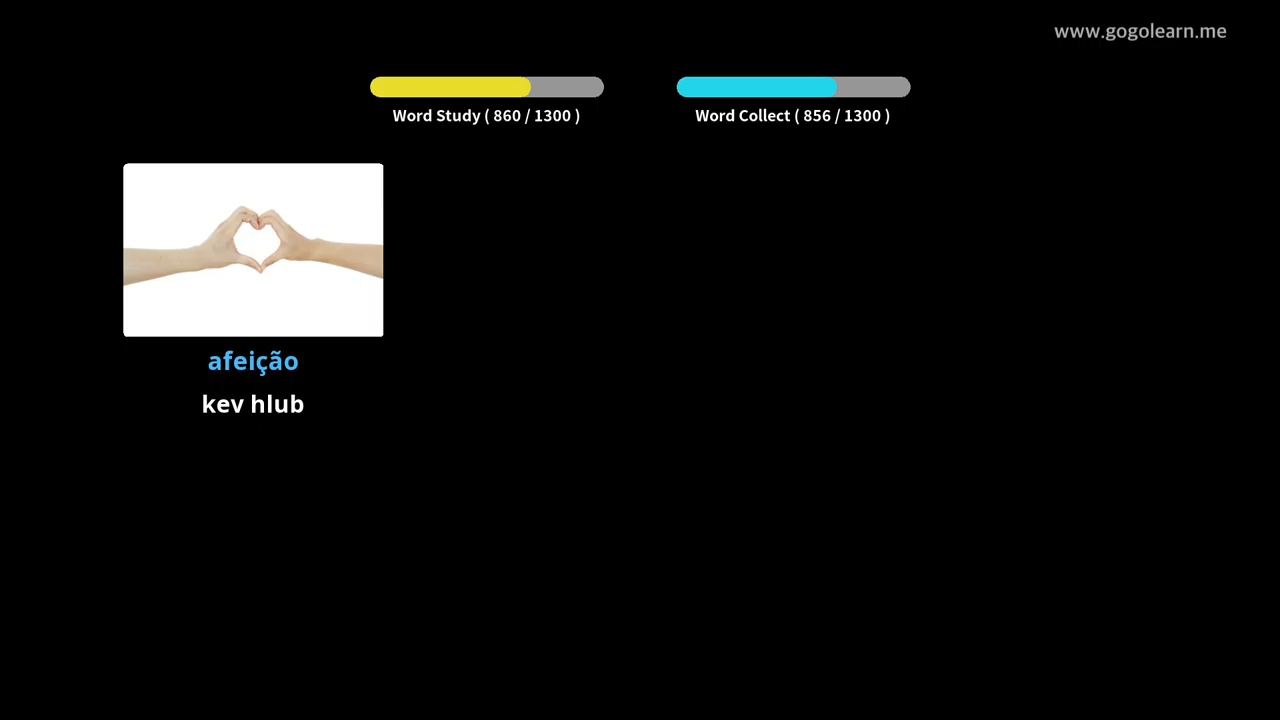 www.gogolearn.me
Word Study ( 860 / 1300 )
Word Collect ( 856 / 1300 )
afeição
kev hlub